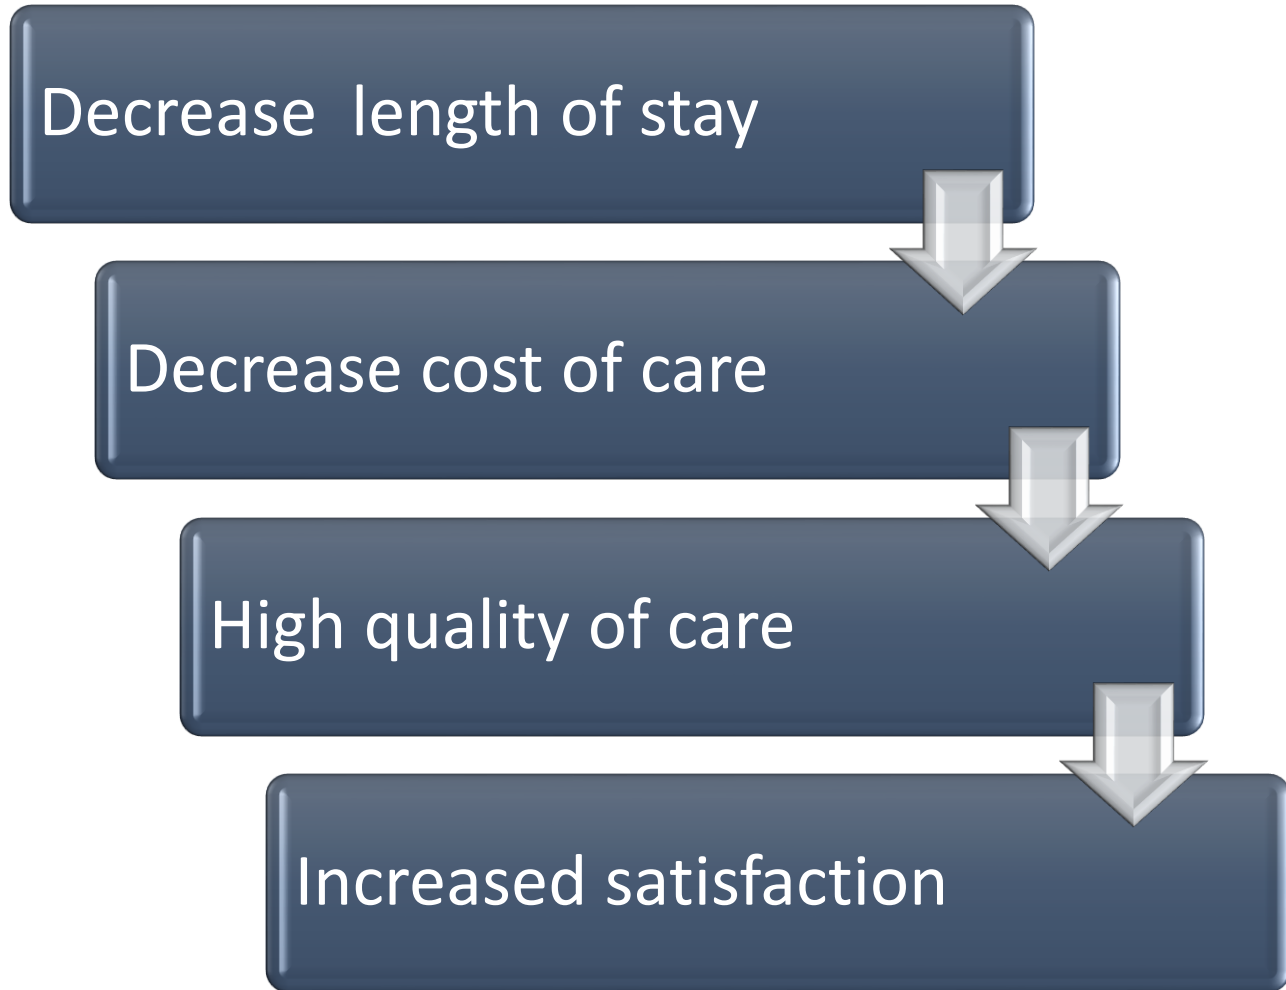 Decrease  length of stay
Decrease cost of care
High quality of care
Increased satisfaction